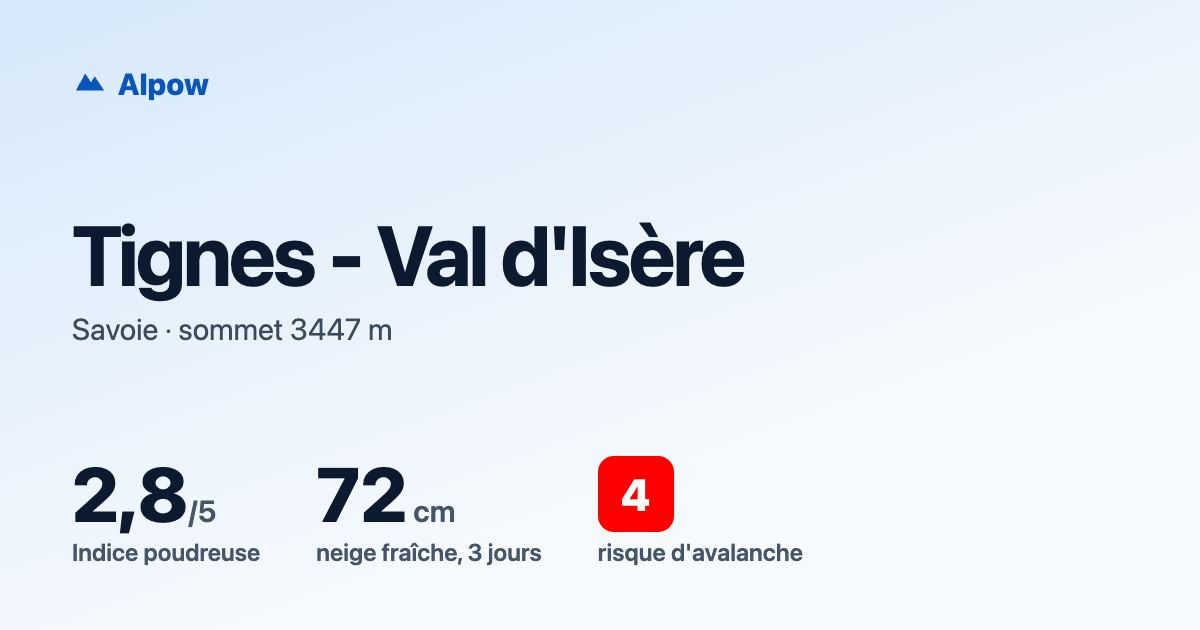 Alpow
Tignes - Val d'Isère
Savoie · sommet 3447 m
2,8/5 72 cm 4
Indice poudreuse neige fraîche, 3 jours risque d'avalanche